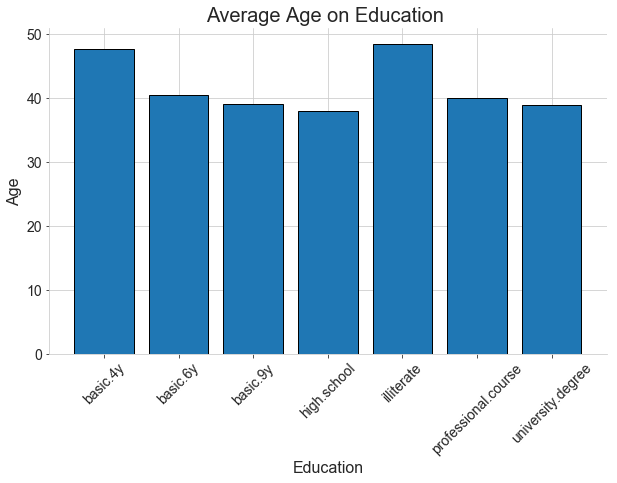 Average Age on Education
50
40
30
20
10
0
Age
basic.4y
basic.6y
basic.9y
high.school
illiterate
professional.course
university.degree
Education